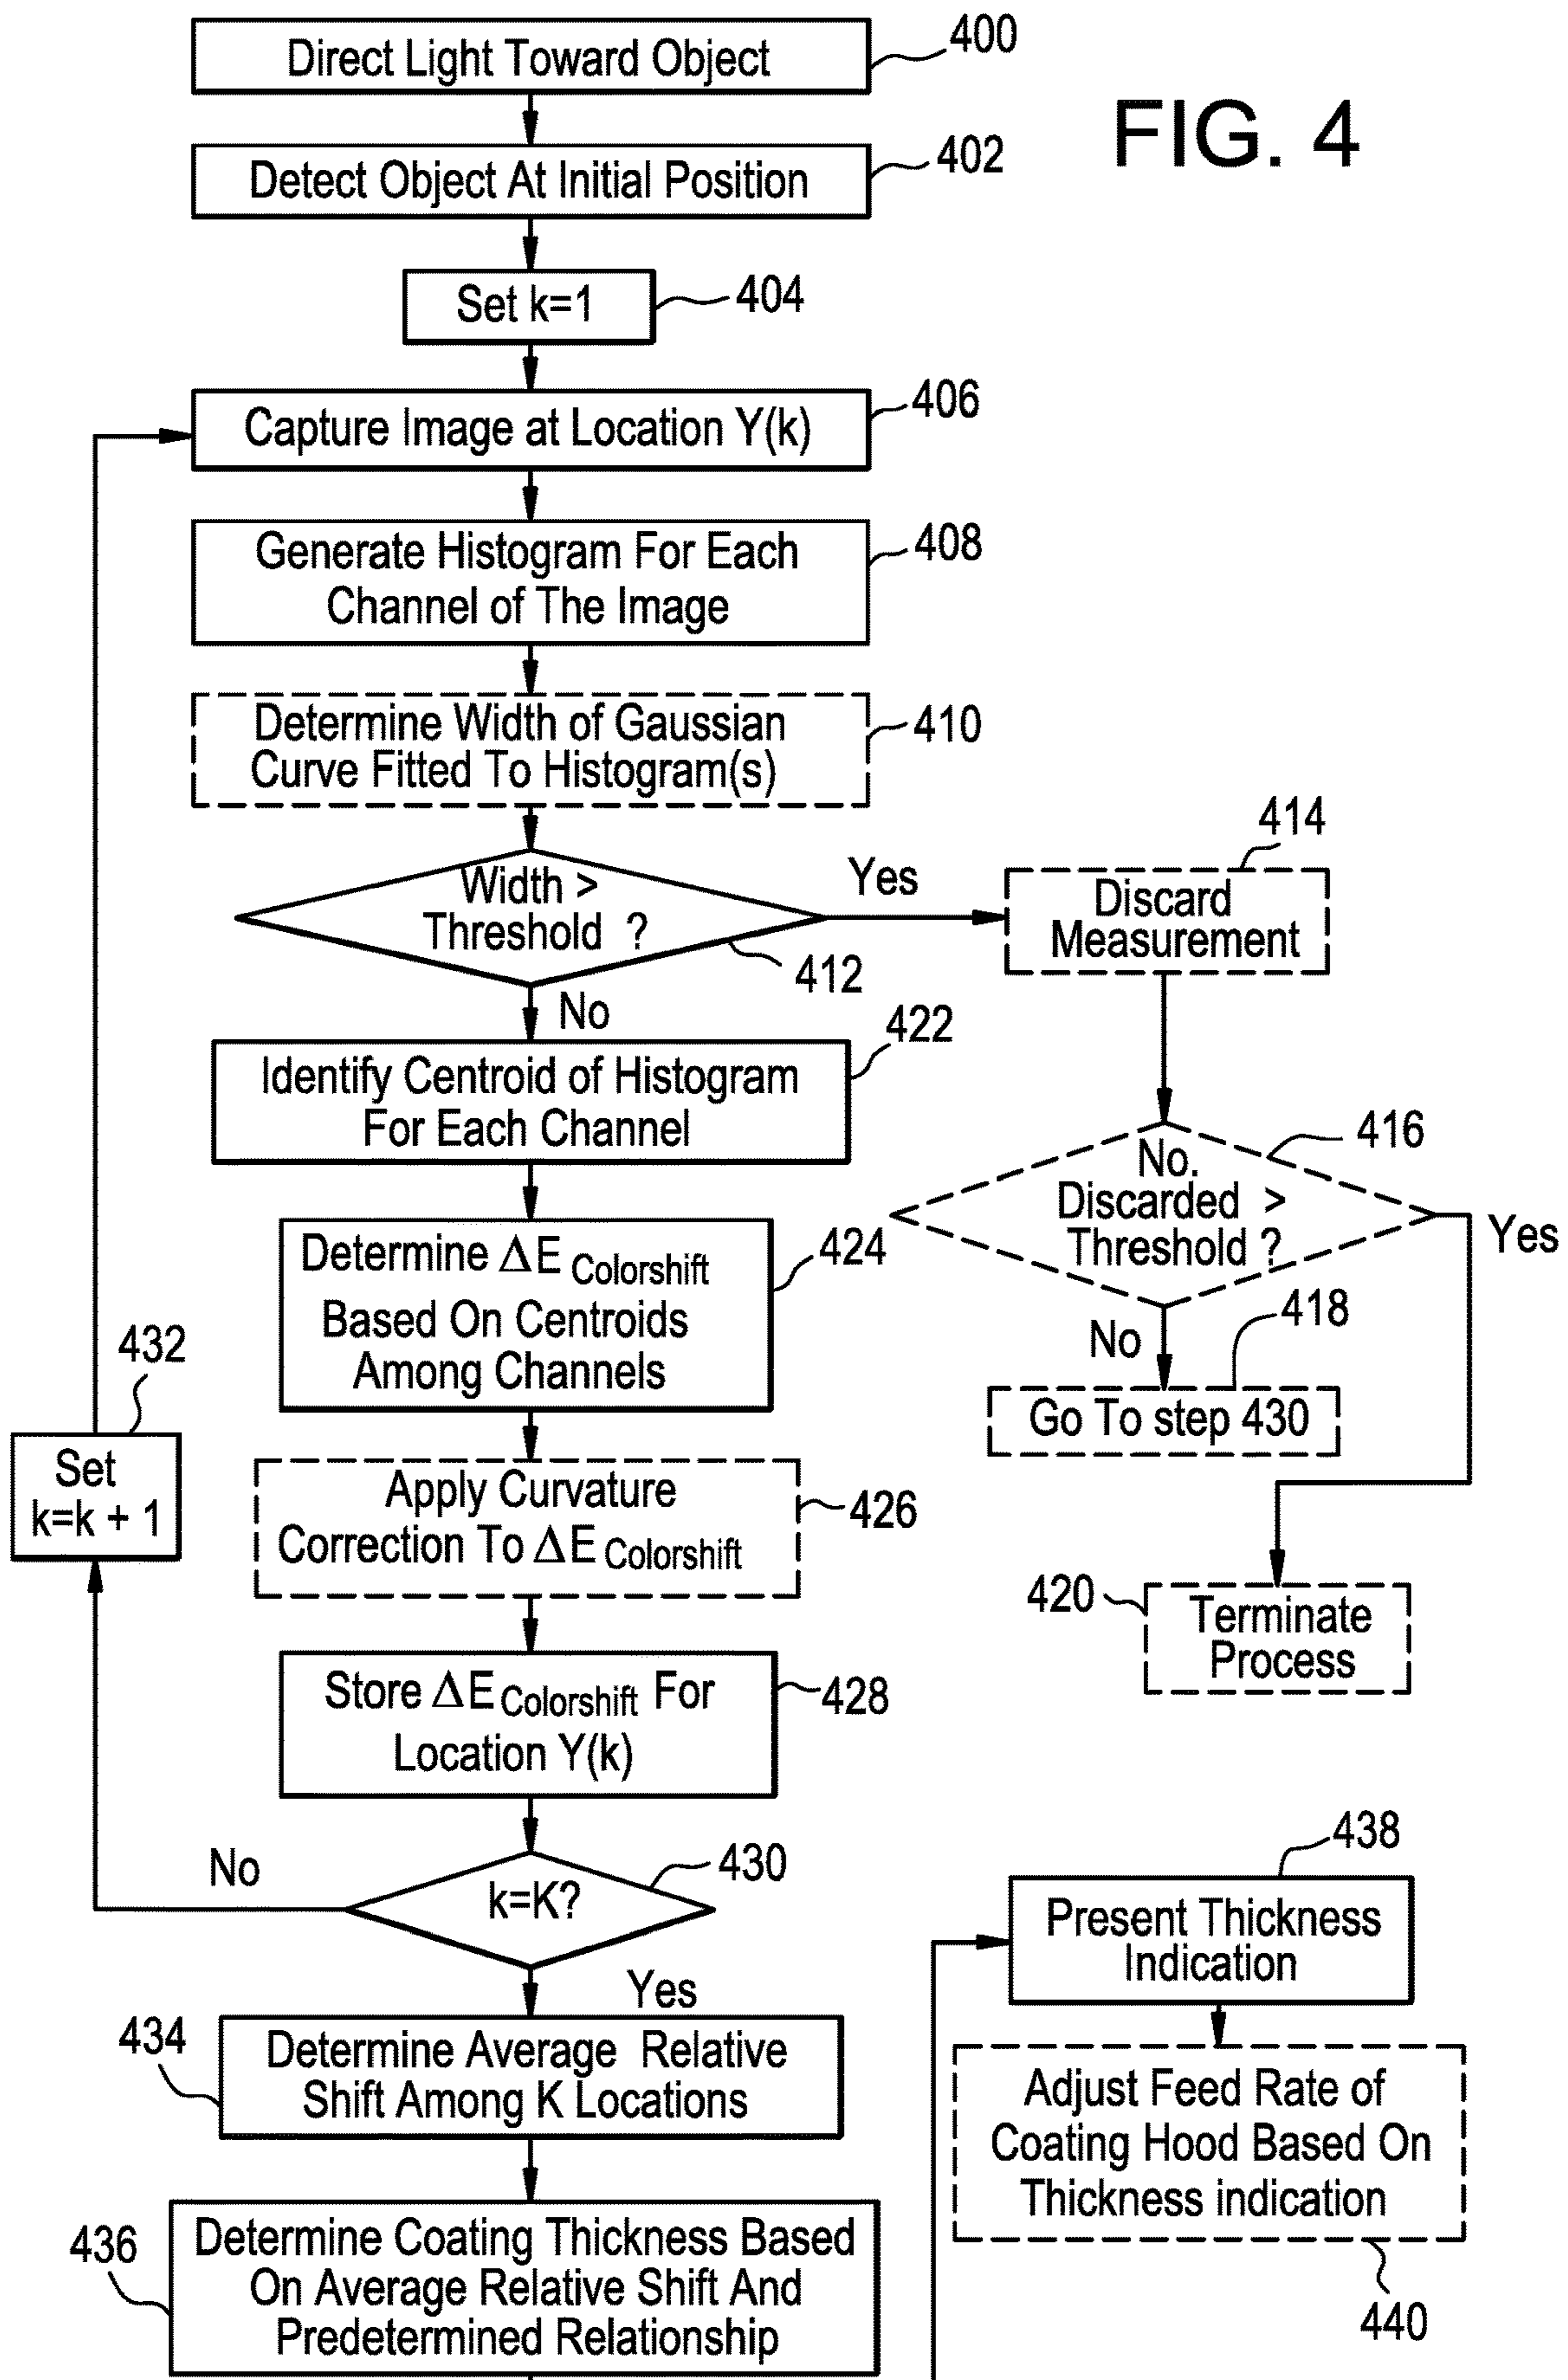 FIG. 4
Direct Light Toward Object
400
Detect Object At Initial Position
402
Set k=1
404
Capture Image at Location Y(k)
406
Generate Histogram For Each
Channel of The Image
408
Determine Width of Gaussian
Curve Fitted To Histogram(s)
410
Width >
Threshold ?
412
Yes
No
414
Discard
Measurement
416
No.
Discarded >
Threshold ?
Yes
No
418
Go To step 430
420
Terminate
Process
422
Identify Centroid of Histogram
For Each Channel
424
Determine ΔE Colorshift
Based On Centroids
Among Channels
Apply Curvature
Correction To ΔE Colorshift
426
Store ΔE Colorshift For
Location Y(k)
428
k=K?
430
No
Yes
432
Set
k=k + 1
434
Determine Average Relative
Shift Among K Locations
436
Determine Coating Thickness Based
On Average Relative Shift And
Predetermined Relationship
438
Present Thickness
Indication
Adjust Feed Rate of
Coating Hood Based On
Thickness indication
440